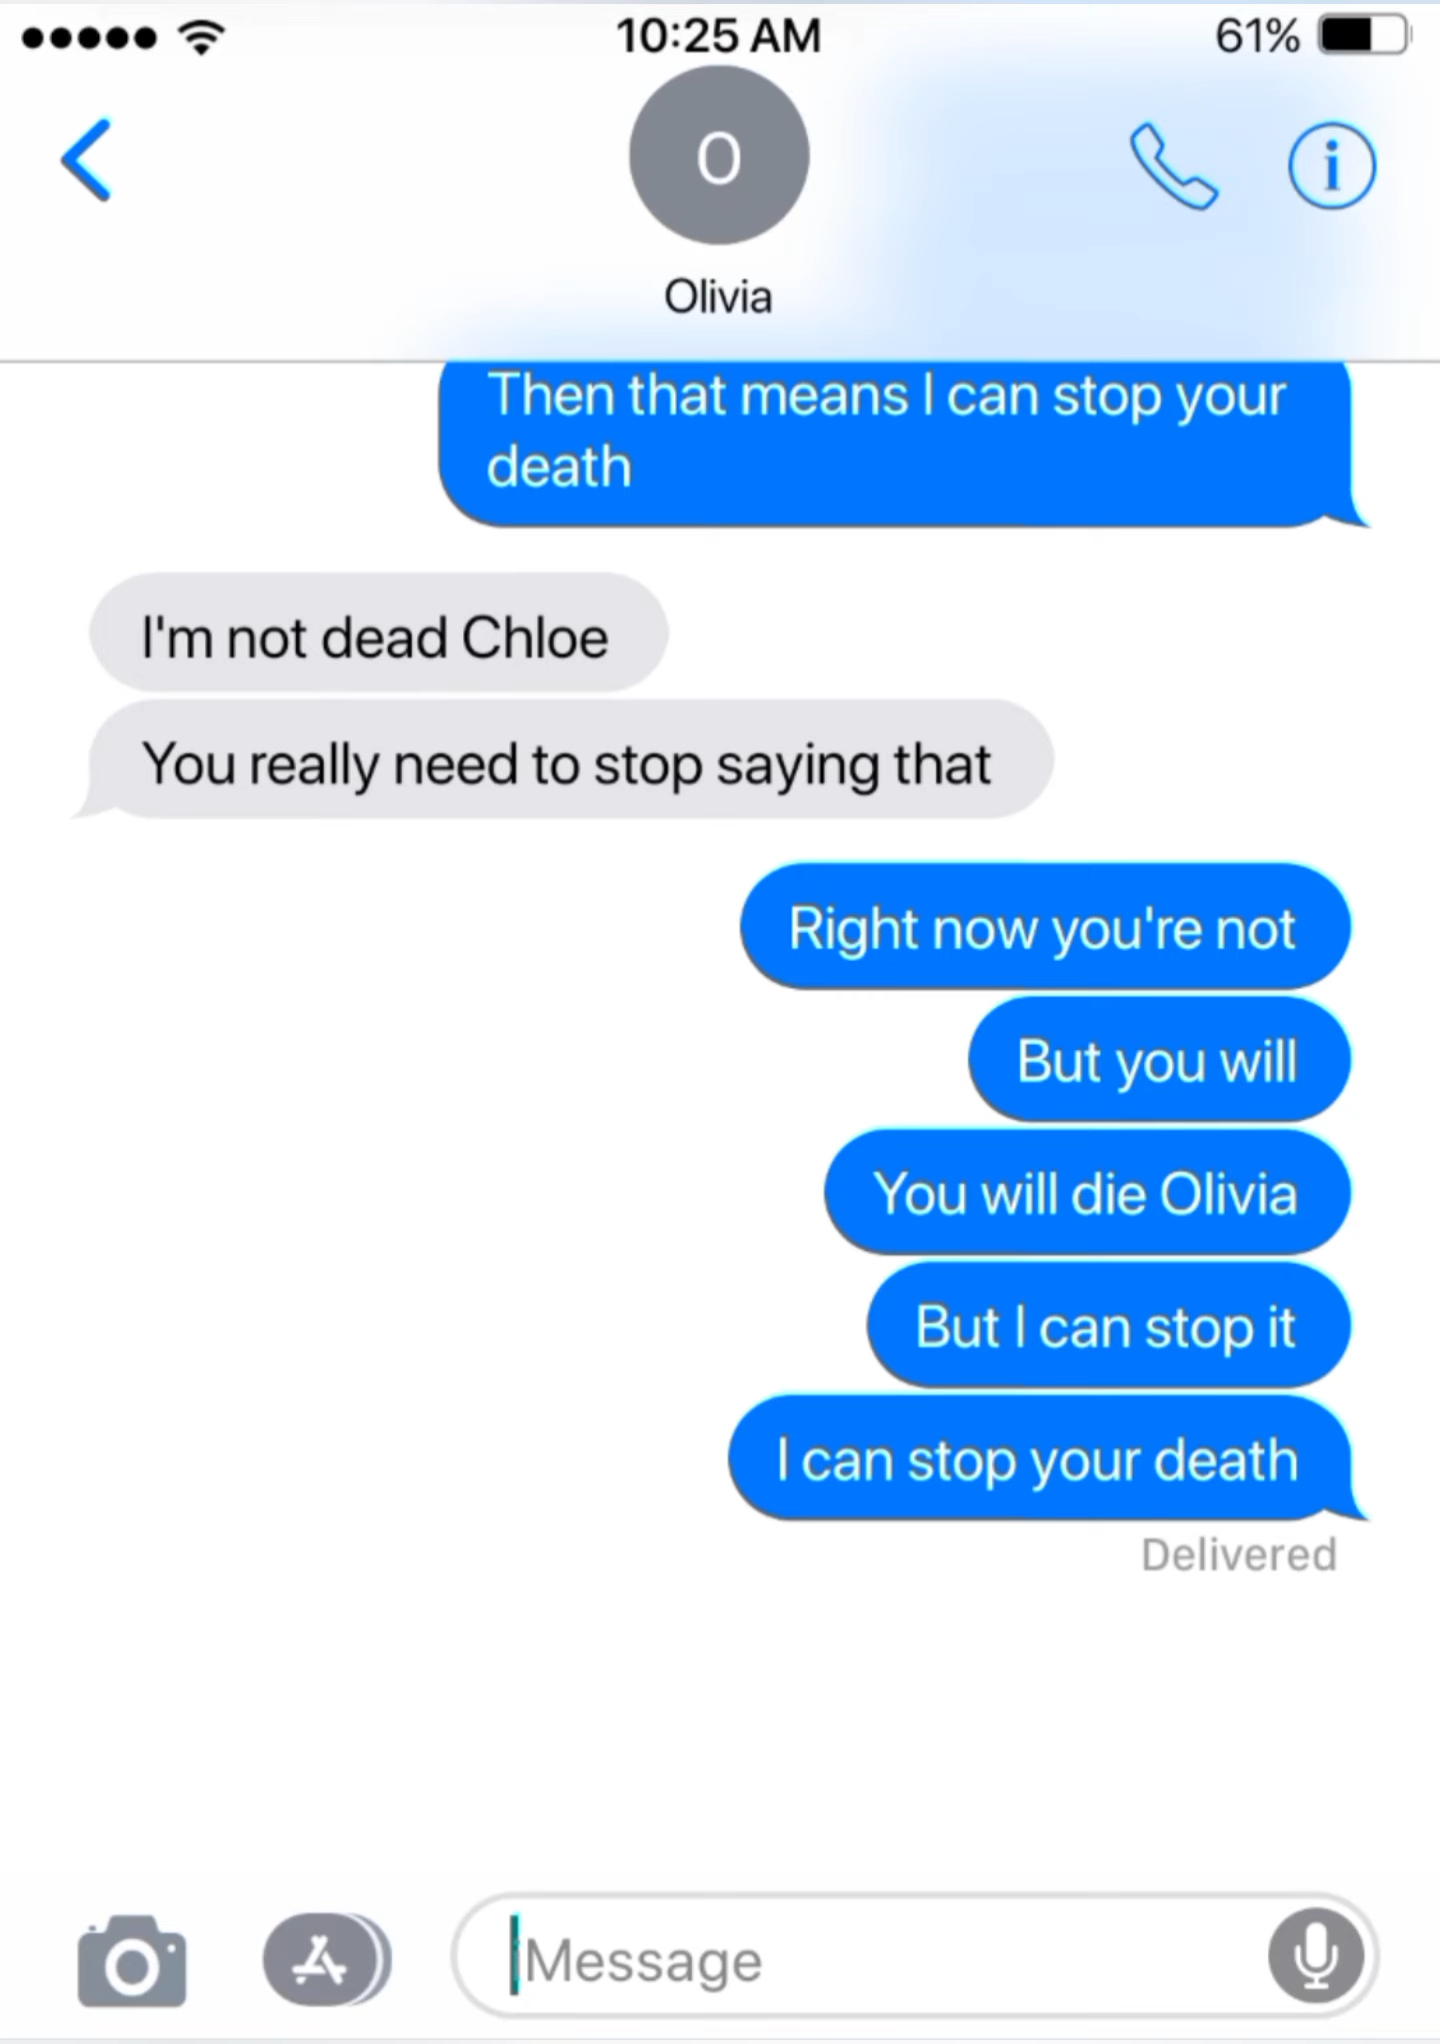 10:25 AM
61%
O
Olivia
Then that means I can stop your
death
I'm not dead Chloe
You really need to stop saying that
Right now you're not
But you will
You will die Olivia
But I can stop it
I can stop your death
Delivered
Message